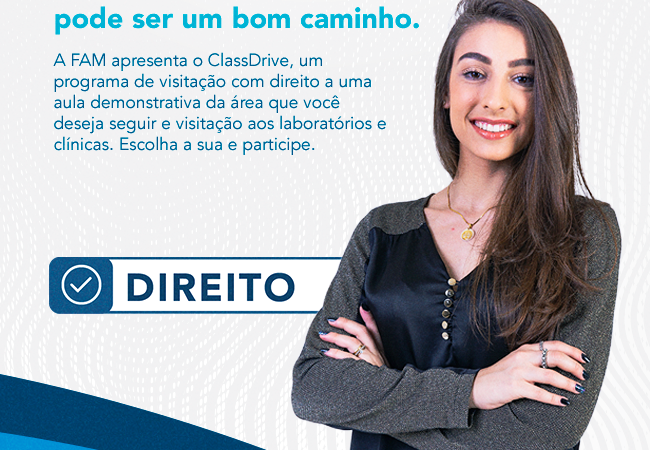 pode ser um bom caminho.
A FAM apresenta o ClassDrive, um
programa de visitação com direito a uma
aula demonstrativa da área que você
deseja seguir e visitação aos laboratórios e
clínicas. Escolha a sua e participe.
DIREITO